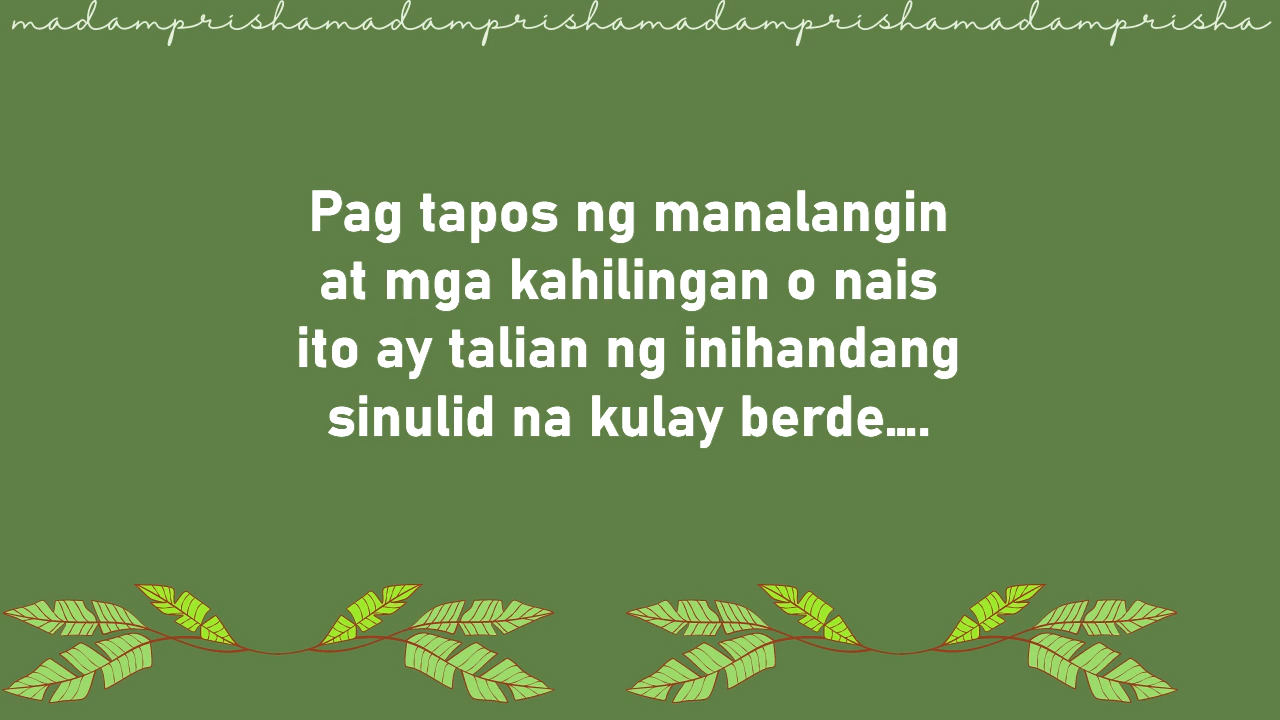 madamprishamadamprishamadamprishamadamprisha
Pag tapos ng manalangin
at mga kahilingan o nais
ito ay talian ng inihandang
sinulid na kulay berde....